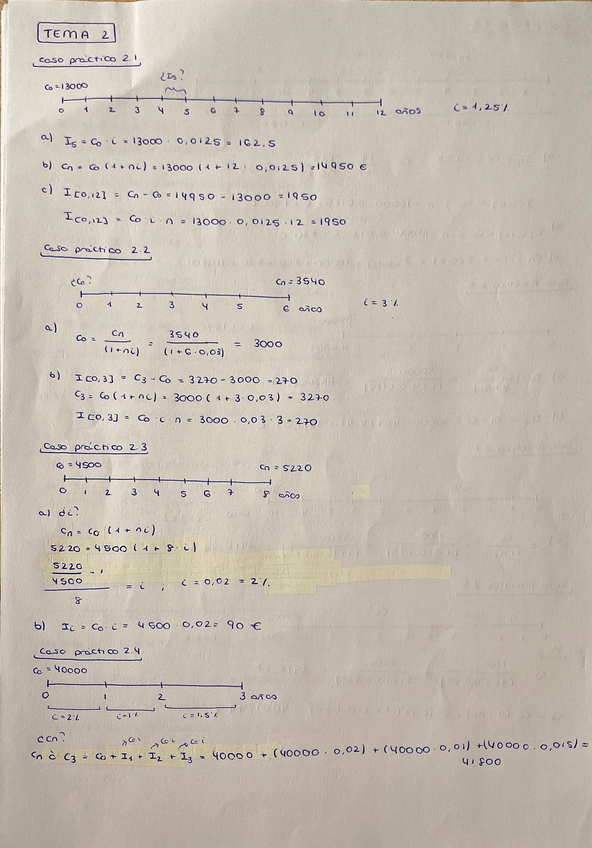 TEMA 2
Caso práctico 2.1
¿I5?
C0 = 13000
0 1 2 3 4 5 6 7 8 9 10 11 12 años i = 1,25%
a) I5 = C0 · i = 13000 · 0,0125 = 162,5
b) Cn = C0 (1+ni) = 13000 (1 + 12 · 0,0125) = 14950 €
c) I[0,12] = Cn - C0 = 14950 - 13000 = 1950
I[0,12] = C0 · i · n = 13000 · 0,0125 · 12 = 1950
Caso práctico 2.2
¿C0? Cn = 3540
0 1 2 3 4 5 6 años i = 3%
a) C0 = Cn / (1+ni) = 3540 / (1+6·0,03) = 3000
b) I[0,3] = C3 - C0 = 3270 - 3000 = 270
C3 = C0 (1+ni) = 3000 (1 + 3·0,03) = 3270
I[0,3] = C0 · i · n = 3000 · 0,03 · 3 = 270
Caso práctico 2.3
C0 = 4500 Cn = 5220
0 1 2 3 4 5 6 7 8 años
a) ¿i?
Cn = C0 (1 + ni)
5220 = 4500 (1 + 8 · i)
5220
4500 - 1
8 = i , i = 0,02 = 2%
b) Ii = C0 · i = 4500 · 0,02 = 90 €
Caso práctico 2.4
C0 = 40000
0 1 2 3 años
i = 2% i = 1% i = 1,5%
¿Cn?
C0·i C0·i C0·i
Cn ó C3 = C0 + I1 + I2 + I3 = 40000 + (40000 · 0,02) + (40000 · 0,01) + (40000 · 0,015) =
41800